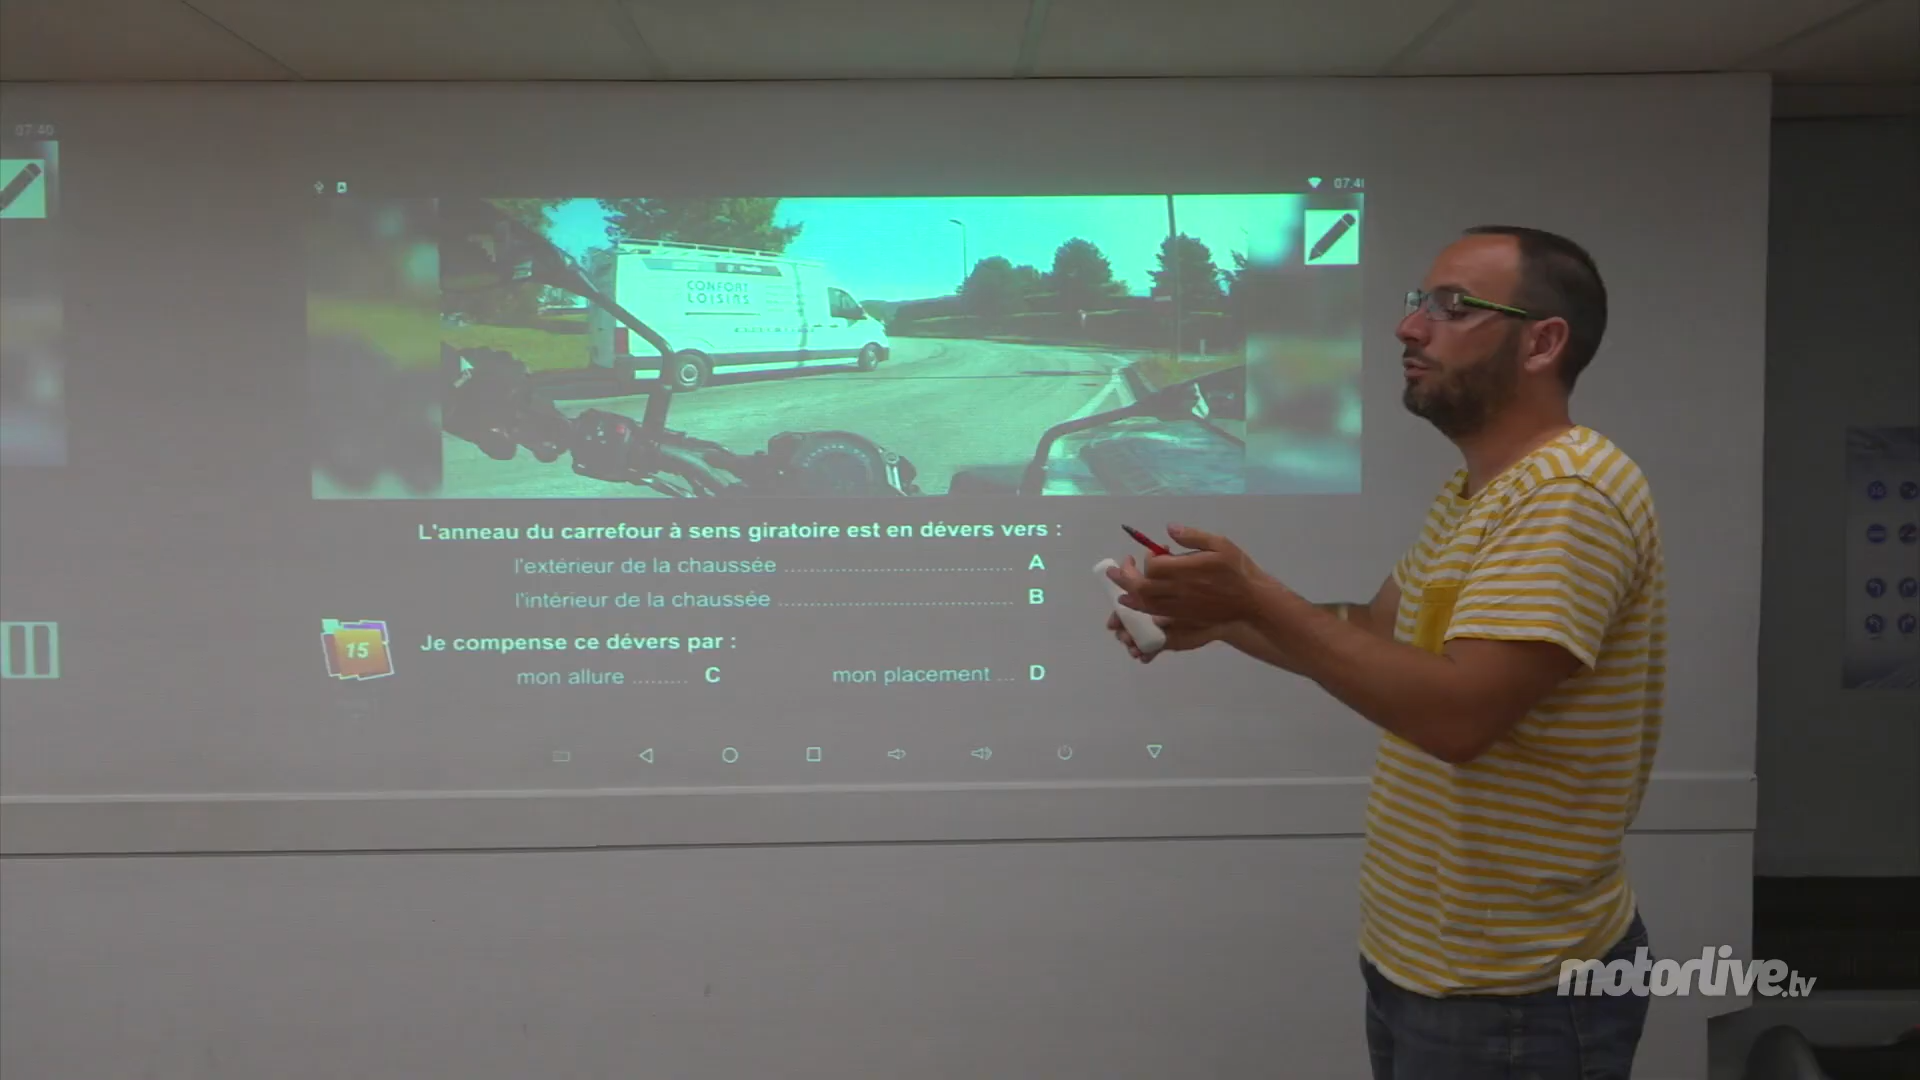 07:40
07:4
CONFORT
LOISIRS
L'anneau du carrefour à sens giratoire est en dévers vers :
l'extérieur de la chaussée .................................. A
l'intérieur de la chaussée .................................. B
15
Je compense ce dévers par :
mon allure ......... C
mon placement ... D
motorlive.tv